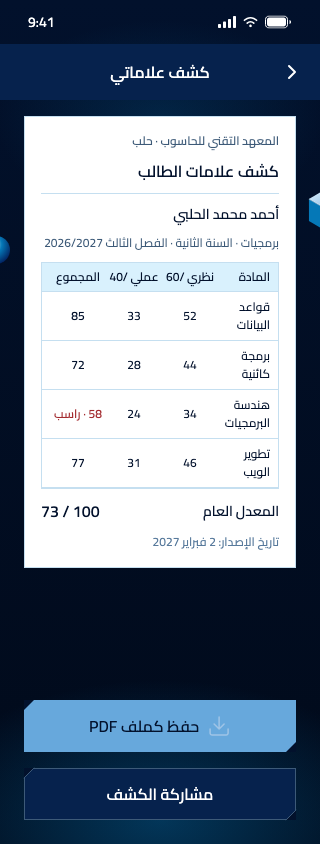 9:41
كشف علاماتي
المعهد التقني للحاسوب · حلب
كشف علامات الطالب
أحمد محمد الحلبي
برمجيات · السنة الثانية · الفصل الثالث 2026/2027
المادة نظري /60 عملي /40 المجموع
قواعد البيانات 52 33 85
برمجة كائنية 44 28 72
هندسة البرمجيات 34 24 58 · راسب
تطوير الويب 46 31 77
المعدل العام 73 / 100
تاريخ الإصدار: 2 فبراير 2027
حفظ كملف PDF
مشاركة الكشف